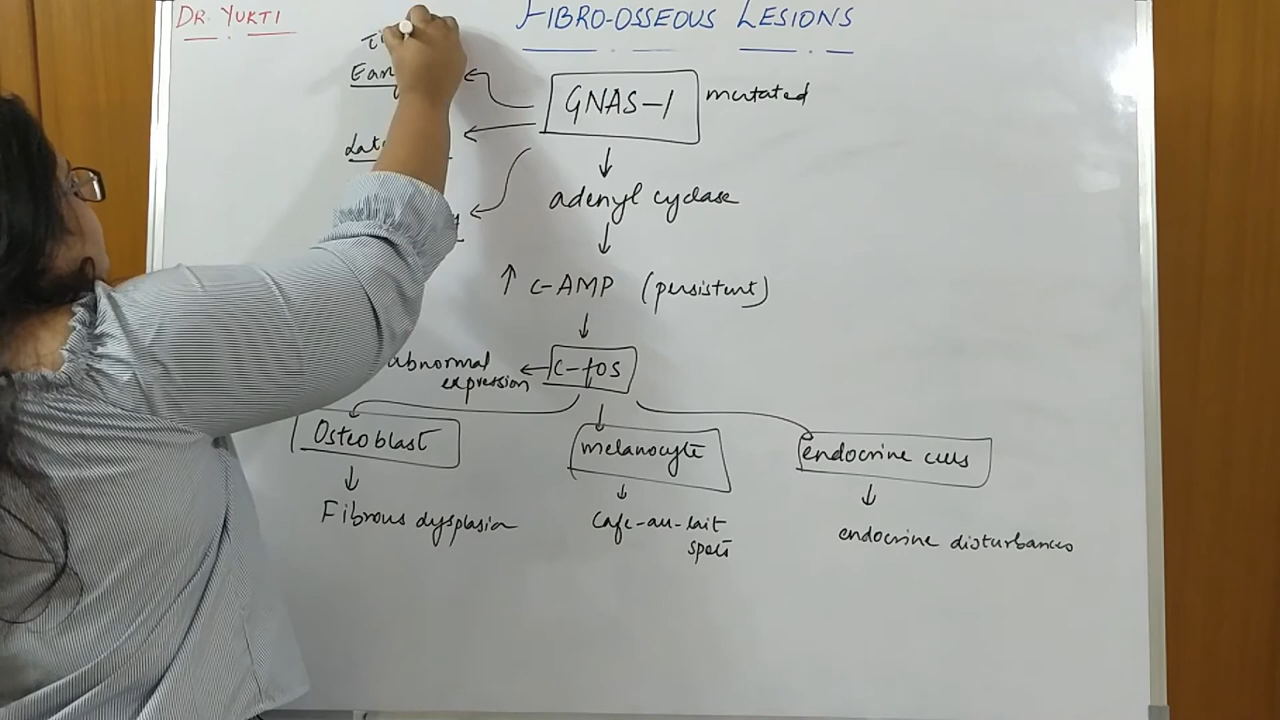 DR. YUKTI
FIBRO-OSSEOUS LESIONS
GNAS-1 mutated
adenyl cyclase
↑ C-AMP (persistent)
abnormal
expression
C-fos
Osteoblast
melanocyte
endocrine cells
Fibrous dysplasia
Cafe-au-lait
spots
endocrine disturbances